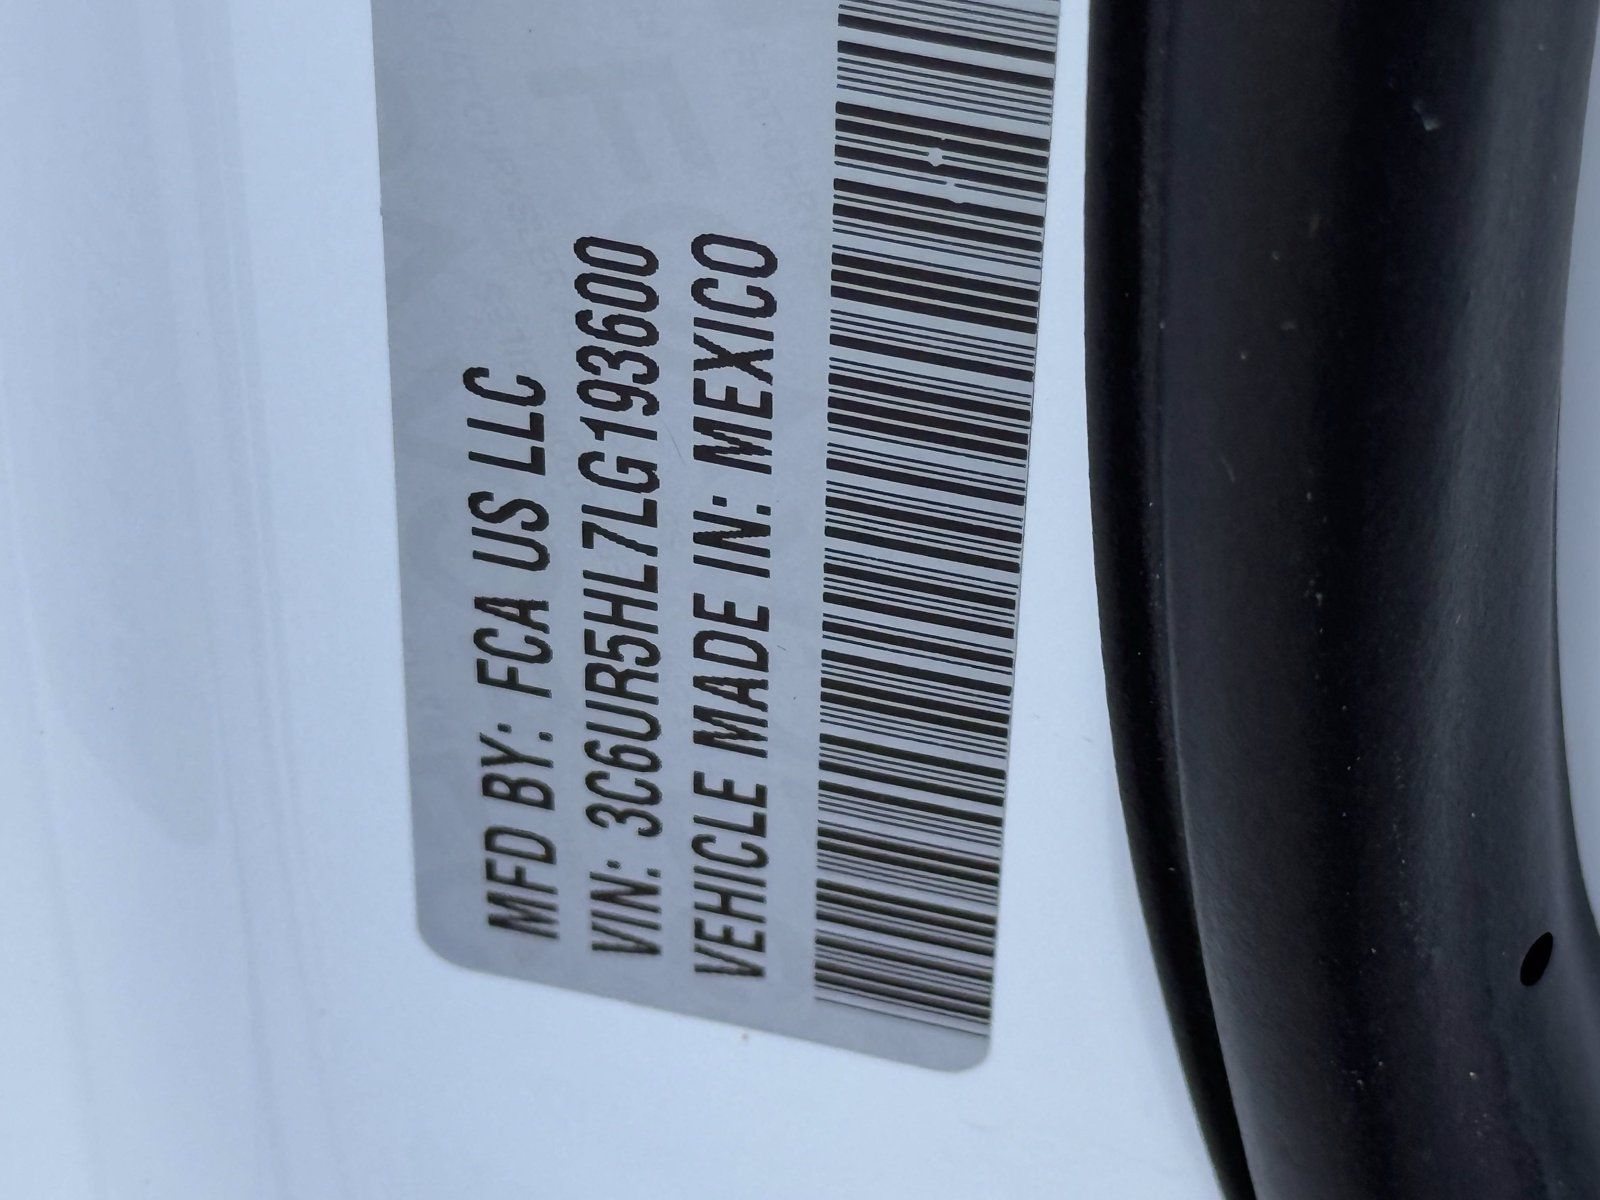 MFD BY: FCA US LLC
VIN: 3C6UR5HL7LG193600
VEHICLE MADE IN: MEXICO